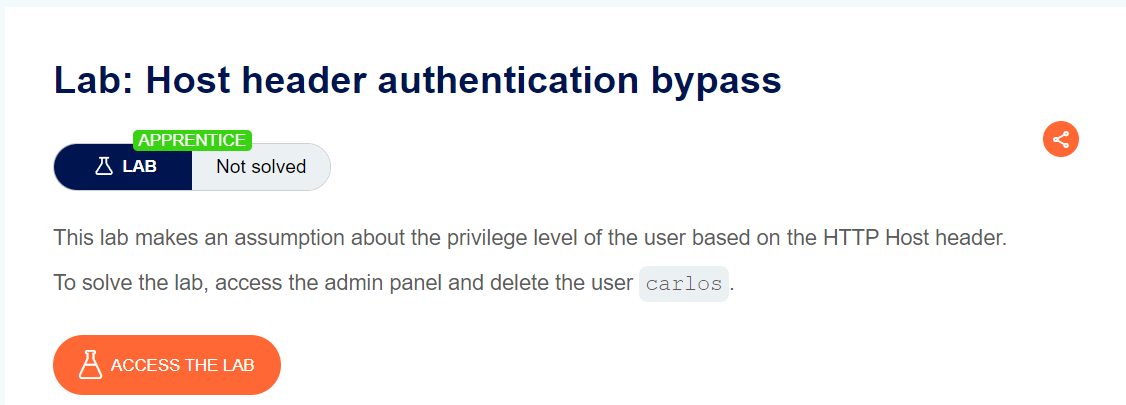 Lab: Host header authentication bypass
APPRENTICE
LAB Not solved
This lab makes an assumption about the privilege level of the user based on the HTTP Host header.
To solve the lab, access the admin panel and delete the user carlos.
ACCESS THE LAB